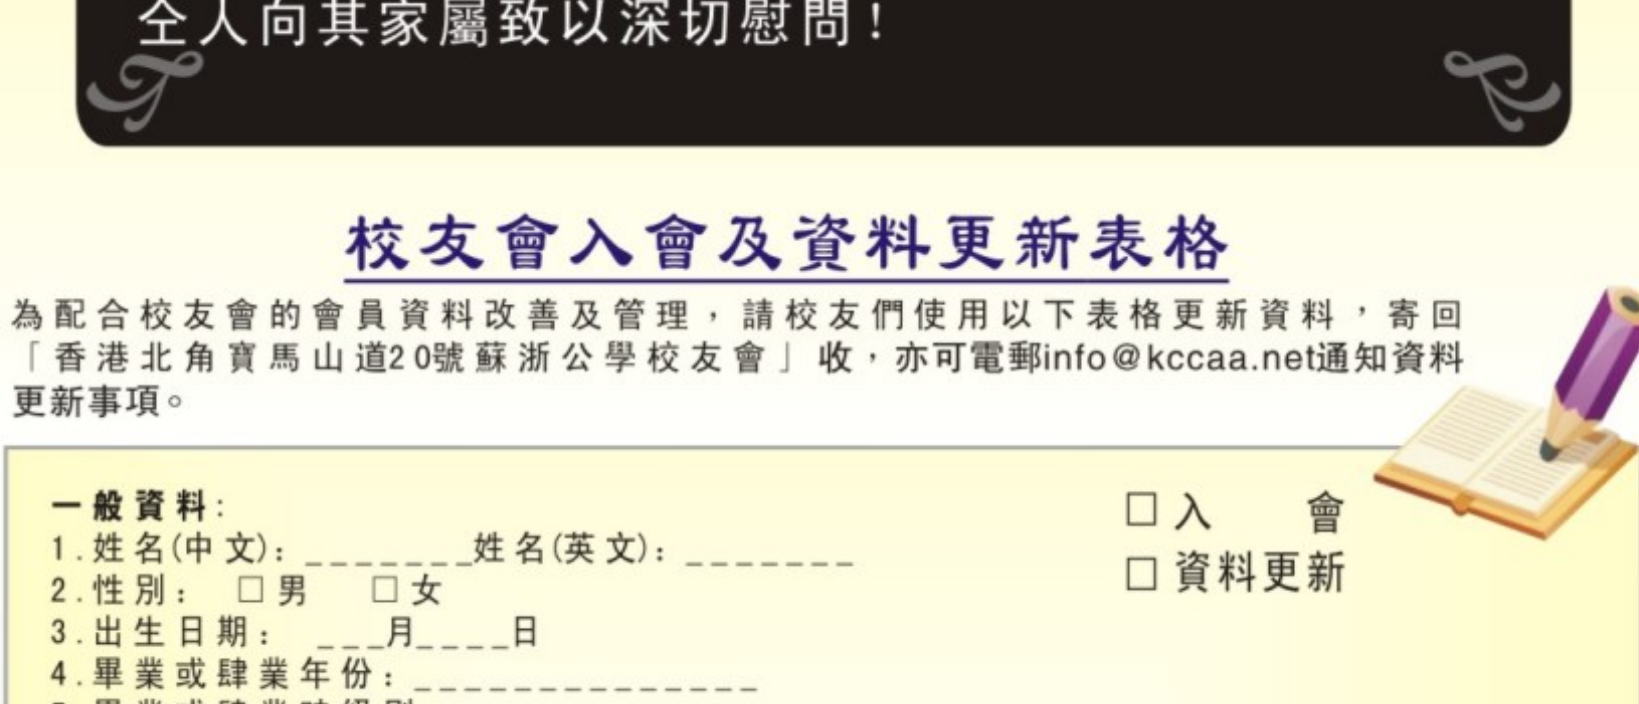 仝人向其家屬致以深切慰問！
校友會入會及資料更新表格
為配合校友會的會員資料改善及管理，請校友們使用以下表格更新資料，寄回
「香港北角寶馬山道20號蘇浙公學校友會」收，亦可電郵info@kccaa.net通知資料
更新事項。
一般資料:
□入　　會
1.姓名(中文)：_______姓名(英文)：_______
□資料更新
2.性別： □男 □女
3.出生日期： ___月____日
4.畢業或肄業年份：______________